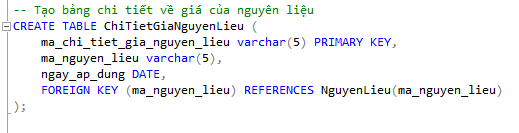 -- Tạo bảng chi tiết về giá của nguyên liệu
CREATE TABLE ChiTietGiaNguyenLieu (
    ma_chi_tiet_gia_nguyen_lieu varchar(5) PRIMARY KEY,
    ma_nguyen_lieu varchar(5),
    ngay_ap_dung DATE,
    FOREIGN KEY (ma_nguyen_lieu) REFERENCES NguyenLieu(ma_nguyen_lieu)
);